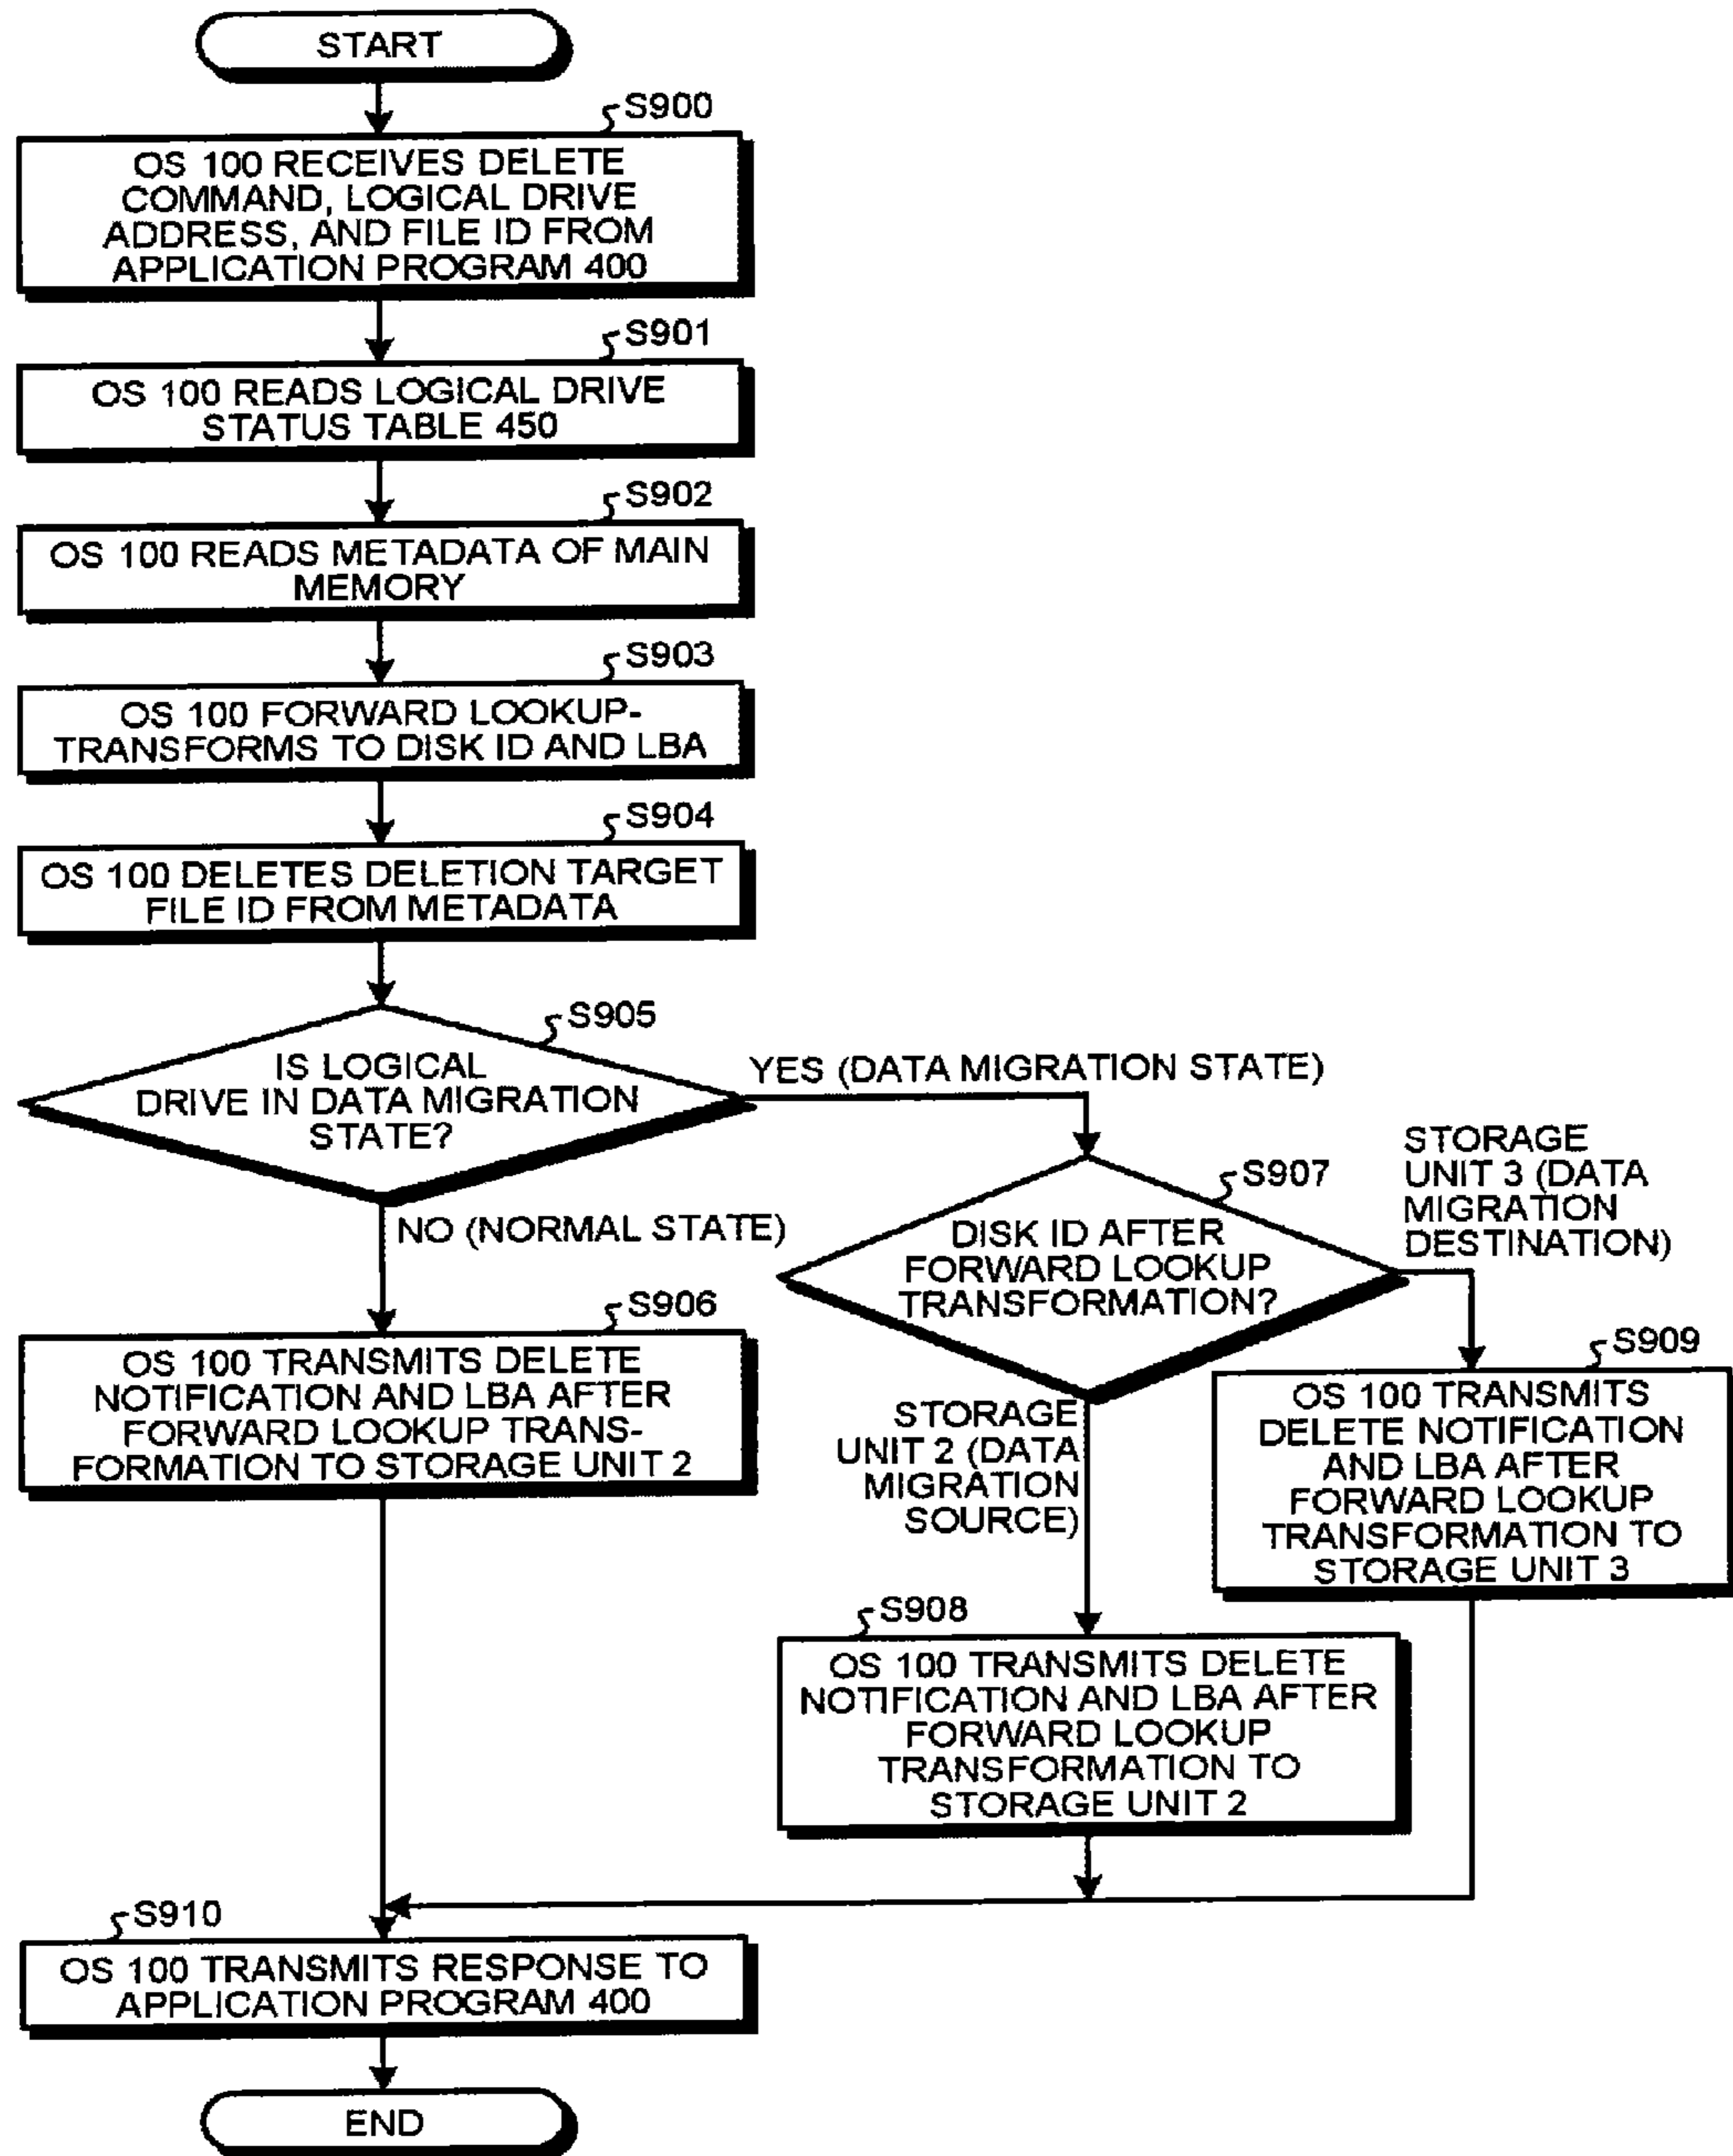 START
S900
OS 100 RECEIVES DELETE
COMMAND, LOGICAL DRIVE
ADDRESS, AND FILE ID FROM
APPLICATION PROGRAM 400
S901
OS 100 READS LOGICAL DRIVE
STATUS TABLE 450
S902
OS 100 READS METADATA OF MAIN
MEMORY
S903
OS 100 FORWARD LOOKUP-
TRANSFORMS TO DISK ID AND LBA
S904
OS 100 DELETES DELETION TARGET
FILE ID FROM METADATA
S905
IS LOGICAL
DRIVE IN DATA MIGRATION
STATE?
YES (DATA MIGRATION STATE)
NO (NORMAL STATE)
S906
OS 100 TRANSMITS DELETE
NOTIFICATION AND LBA AFTER
FORWARD LOOKUP TRANS-
FORMATION TO STORAGE UNIT 2
S907
DISK ID AFTER
FORWARD LOOKUP
TRANSFORMATION?
STORAGE
UNIT 3 (DATA
MIGRATION
DESTINATION)
STORAGE
UNIT 2 (DATA
MIGRATION
SOURCE)
S909
OS 100 TRANSMITS
DELETE NOTIFICATION
AND LBA AFTER
FORWARD LOOKUP
TRANSFORMATION TO
STORAGE UNIT 3
S908
OS 100 TRANSMITS DELETE
NOTIFICATION AND LBA AFTER
FORWARD LOOKUP
TRANSFORMATION TO
STORAGE UNIT 2
S910
OS 100 TRANSMITS RESPONSE TO
APPLICATION PROGRAM 400
END